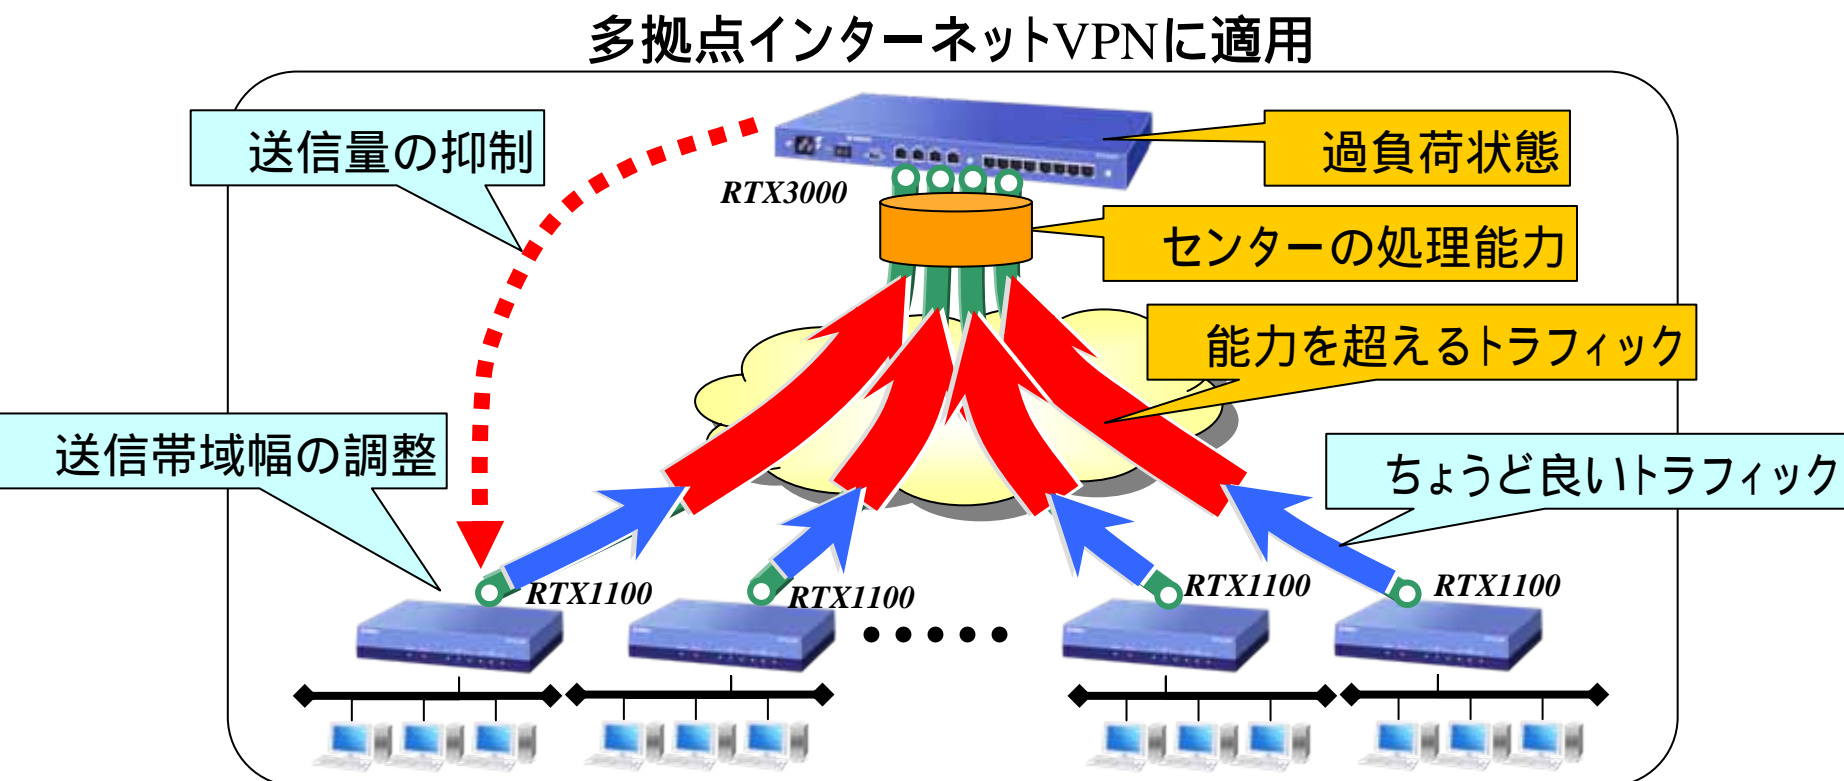 多拠点インターネットVPNに適用
送信量の抑制
過負荷状態
RTX3000
センターの処理能力
能力を超えるトラフィック
送信帯域幅の調整
ちょうど良いトラフィック
RTX1100
RTX1100
RTX1100
RTX1100